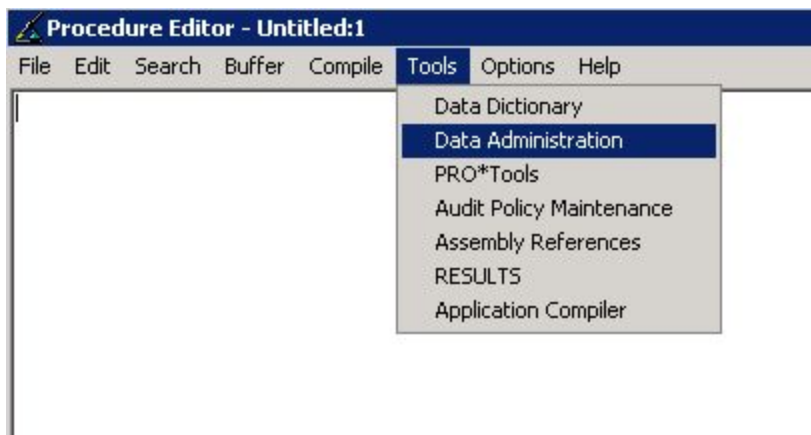 Procedure Editor - Untitled:1
File Edit Search Buffer Compile Tools Options Help
Data Dictionary
Data Administration
PRO*Tools
Audit Policy Maintenance
Assembly References
RESULTS
Application Compiler